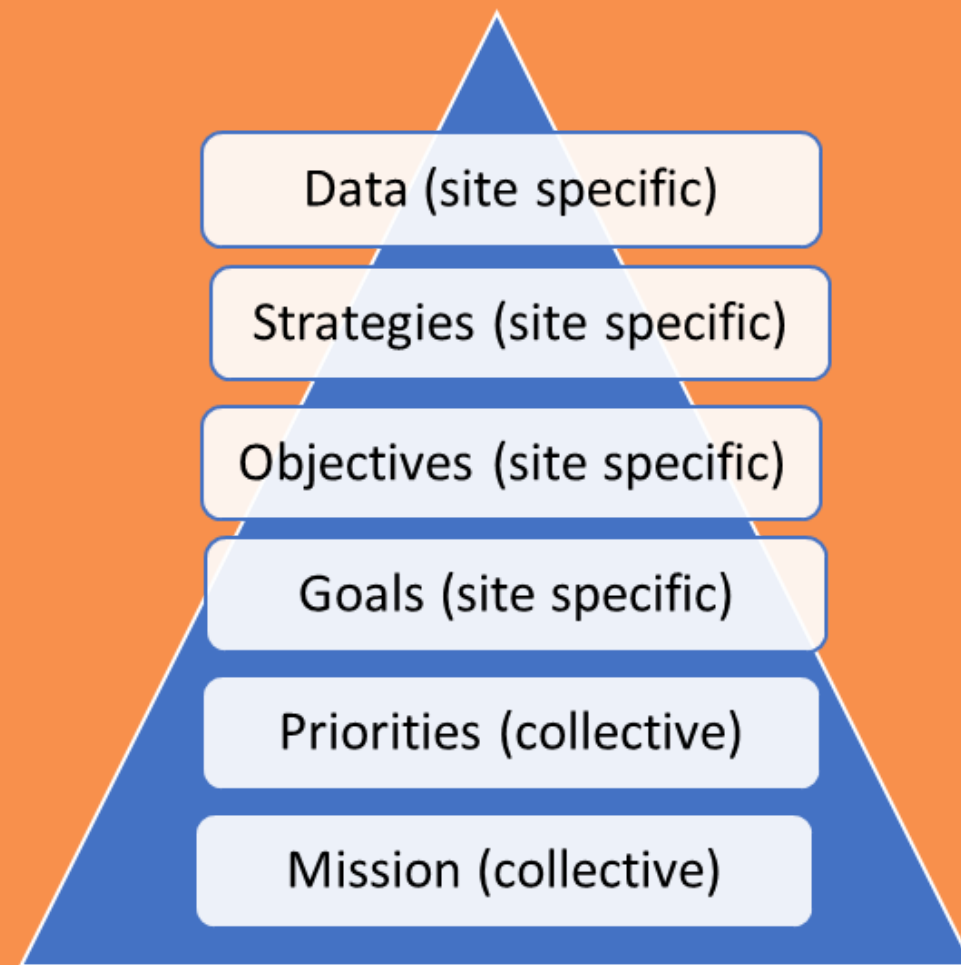 Data (site specific)
Strategies (site specific)
Objectives (site specific)
Goals (site specific)
Priorities (collective)
Mission (collective)